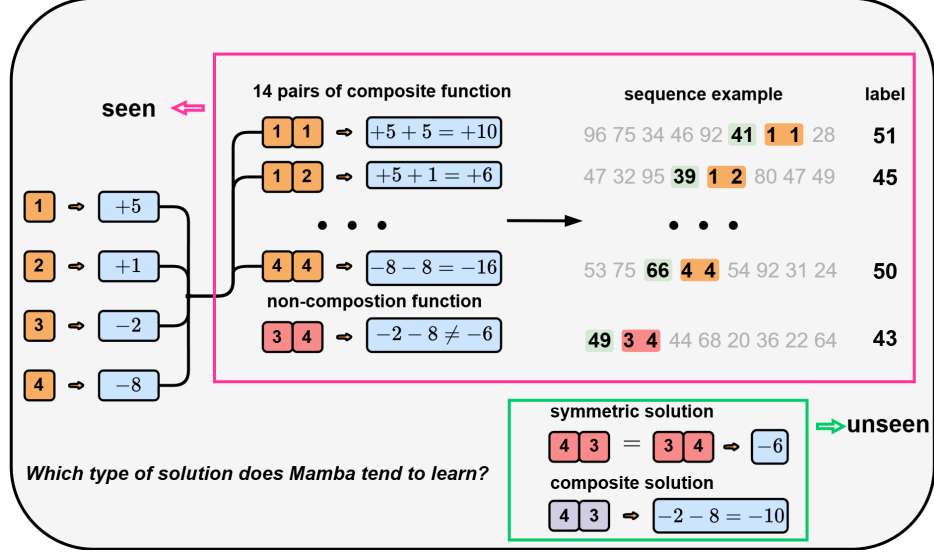 14 pairs of composite function
sequence example
label
seen
1 1 +5 + 5 = +10
96 75 34 46 92 41 1 1 28
51
1 2 +5 + 1 = +6
47 32 95 39 1 2 80 47 49
45
1 +5
2 +1
3 −2
4 −8
• • •
• • •
4 4 −8 − 8 = −16
53 75 66 4 4 54 92 31 24
50
non-compostion function
3 4 −2 − 8 ≠ −6
49 3 4 44 68 20 36 22 64
43
symmetric solution
4 3 = 3 4 −6
unseen
composite solution
4 3 −2 − 8 = −10
Which type of solution does Mamba tend to learn?